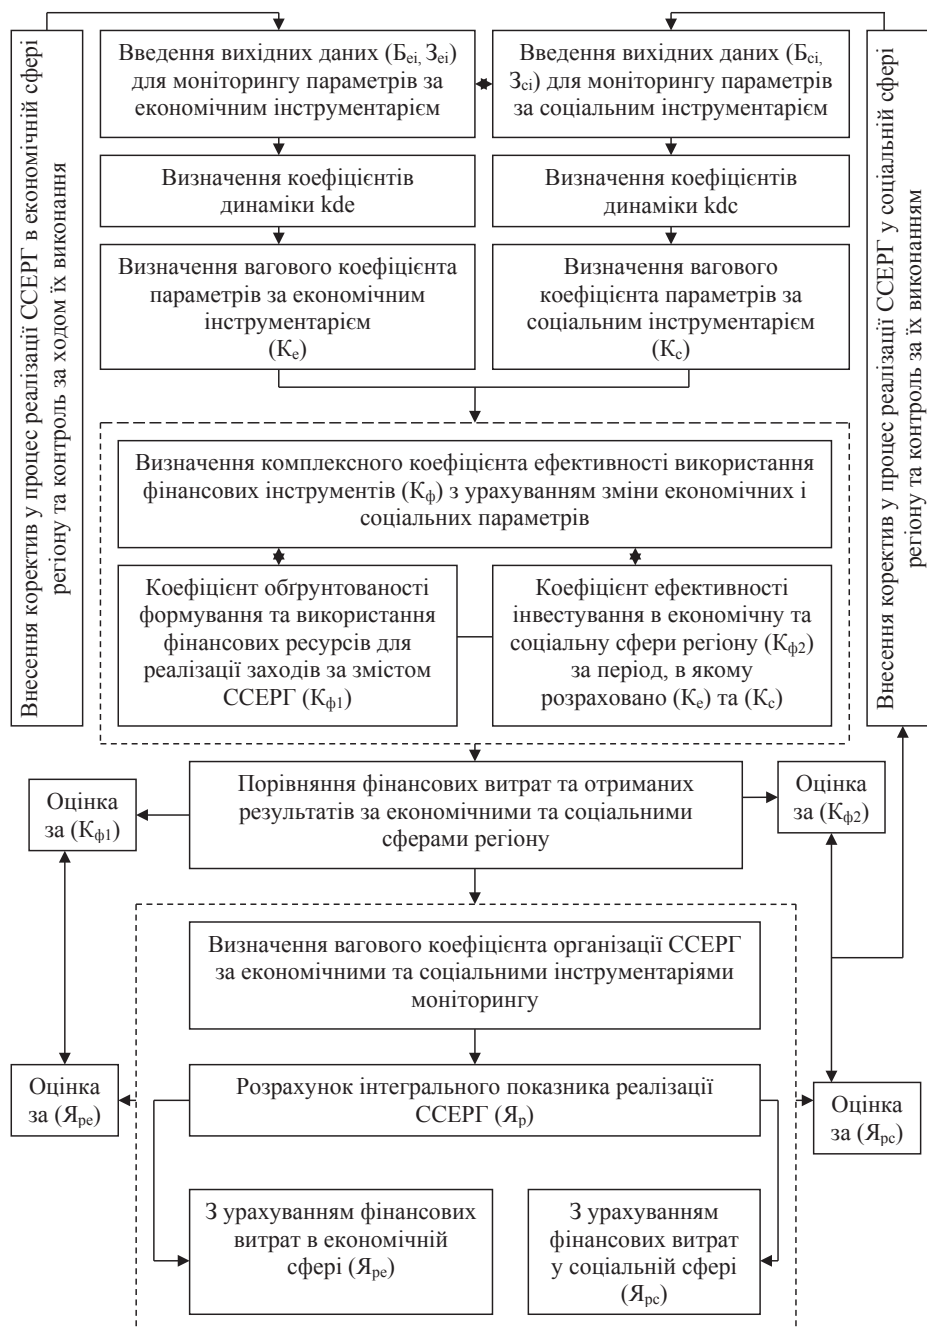 Внесення коректив у процес реалізації ССЕРГ в економічній сфері
регіону та контроль за ходом їх виконання
Введення вихідних даних (Беі, Зеі)
для моніторингу параметрів за
економічним інструментарієм
Введення вихідних даних (Бсі,
Зсі) для моніторингу параметрів
за соціальним інструментарієм
Внесення коректив у процес реалізації ССЕРГ у соціальній сфері
регіону та контроль за їх виконанням
Визначення коефіцієнтів
динаміки kde
Визначення коефіцієнтів
динаміки kdc
Визначення вагового коефіцієнта
параметрів за економічним
інструментарієм
(Ке)
Визначення вагового
коефіцієнта параметрів за
соціальним інструментарієм
(Кс)
Визначення комплексного коефіцієнта ефективності використання
фінансових інструментів (Кф) з урахуванням зміни економічних і
соціальних параметрів
Коефіцієнт обґрунтованості
формування та використання
фінансових ресурсів для
реалізації заходів за змістом
ССЕРГ (Кф1)
Коефіцієнт ефективності
інвестування в економічну та
соціальну сфери регіону (Кф2)
за період, в якому
розраховано (Ке) та (Кс)
Оцінка
за (Кф1)
Порівняння фінансових витрат та отриманих
результатів за економічними та соціальними
сферами регіону
Оцінка
за (Кф2)
Визначення вагового коефіцієнта організації ССЕРГ
за економічними та соціальними інструментаріями
моніторингу
Оцінка
за (Яре)
Розрахунок інтегрального показника реалізації
ССЕРГ (Яр)
Оцінка
за (Ярс)
З урахуванням фінансових
витрат в економічній
сфері (Яре)
З урахуванням
фінансових витрат
у соціальній сфері
(Ярс)